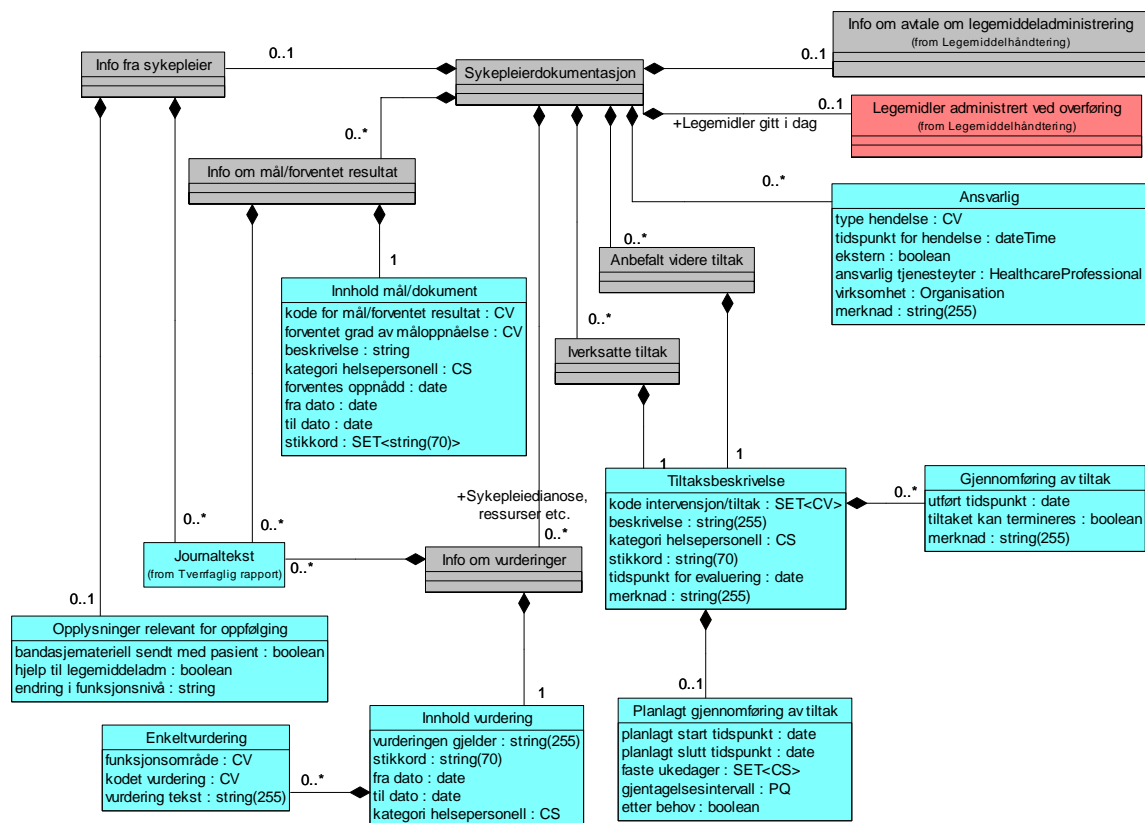 Info om avtale om legemiddeladministrering
(from Legemiddelhåndtering)
0..1
Info fra sykepleier
0..1
Sykepleierdokumentasjon
0..1
Legemidler administrert ved overføring
(from Legemiddelhåndtering)
+Legemidler gitt i dag
0..*
Info om mål/forventet resultat
0..*
Ansvarlig
type hendelse : CV
tidspunkt for hendelse : dateTime
ekstern : boolean
ansvarlig tjenesteyter : HealthcareProfessional
virksomhet : Organisation
merknad : string(255)
0..*
Anbefalt videre tiltak
1
Innhold mål/dokument
kode for mål/forventet resultat : CV
forventet grad av måloppnåelse : CV
beskrivelse : string
kategori helsepersonell : CS
forventes oppnådd : date
fra dato : date
til dato : date
stikkord : SET<string(70)>
0..*
Iverksatte tiltak
1
1
Tiltaksbeskrivelse
kode intervensjon/tiltak : SET<CV>
beskrivelse : string(255)
kategori helsepersonell : CS
stikkord : string(70)
tidspunkt for evaluering : date
merknad : string(255)
0..*
Gjennomføring av tiltak
utført tidspunkt : date
tiltaket kan termineres : boolean
merknad : string(255)
+Sykepleiedianose,
ressurser etc.
0..*
0..*
0..*
Journaltekst
(from Tverrfaglig rapport)
0..*
Info om vurderinger
0..1
Opplysninger relevant for oppfølging
bandasjemateriell sendt med pasient : boolean
hjelp til legemiddeladm : boolean
endring i funksjonsnivå : string
1
0..1
Planlagt gjennomføring av tiltak
planlagt start tidspunkt : date
planlagt slutt tidspunkt : date
faste ukedager : SET<CS>
gjentagelsesintervall : PQ
etter behov : boolean
Innhold vurdering
vurderingen gjelder : string(255)
stikkord : string(70)
fra dato : date
til dato : date
kategori helsepersonell : CS
Enkeltvurdering
funksjonsområde : CV
kodet vurdering : CV
vurdering tekst : string(255)
0..*